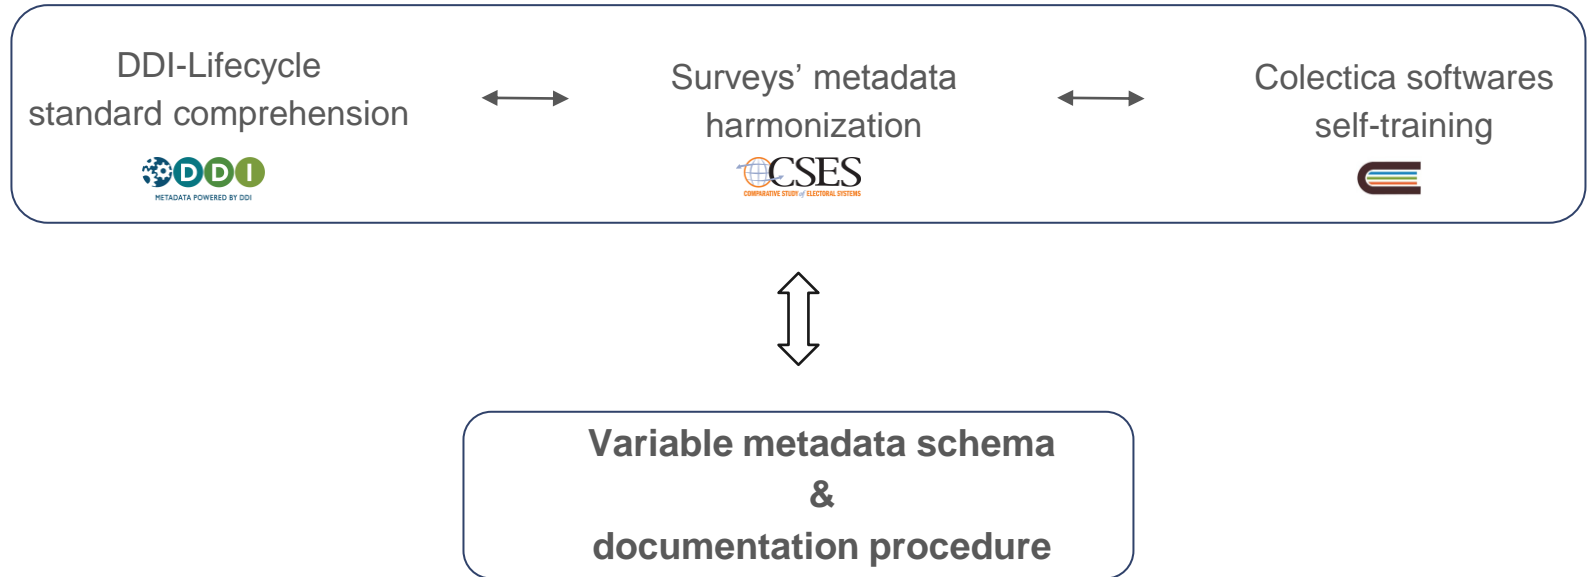 DDI-Lifecycle
standard comprehension
Surveys’ metadata
harmonization
Colectica softwares
self-training
DDI
METADATA POWERED BY DDI
CSES
COMPARATIVE STUDY of ELECTORAL SYSTEMS
Variable metadata schema
&
documentation procedure